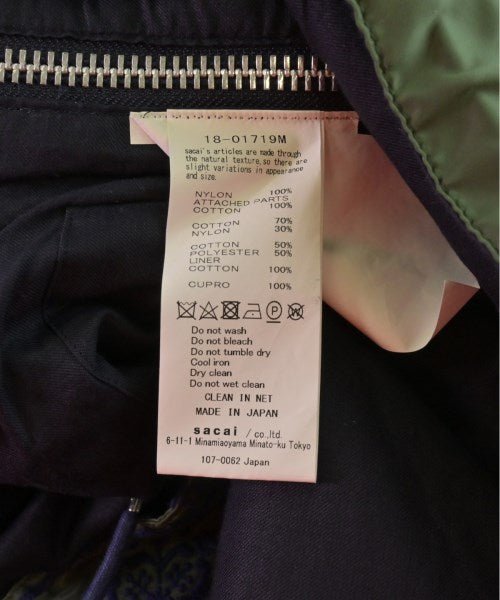 18-01719M
sacai's articles are made through
the natural texture, so there are
slight variations in appearance
and size.
NYLON 100%
ATTACHED PARTS
COTTON 100%
COTTON 70%
NYLON 30%
COTTON 50%
POLYESTER 50%
LINER
COTTON 100%
CUPRO 100%
P W
Do not wash
Do not bleach
Do not tumble dry
Cool iron
Dry clean
Do not wet clean
CLEAN IN NET
MADE IN JAPAN
sacai / co.,ltd.
6-11-1 Minamiaoyama Minato-ku Tokyo
107-0062 Japan